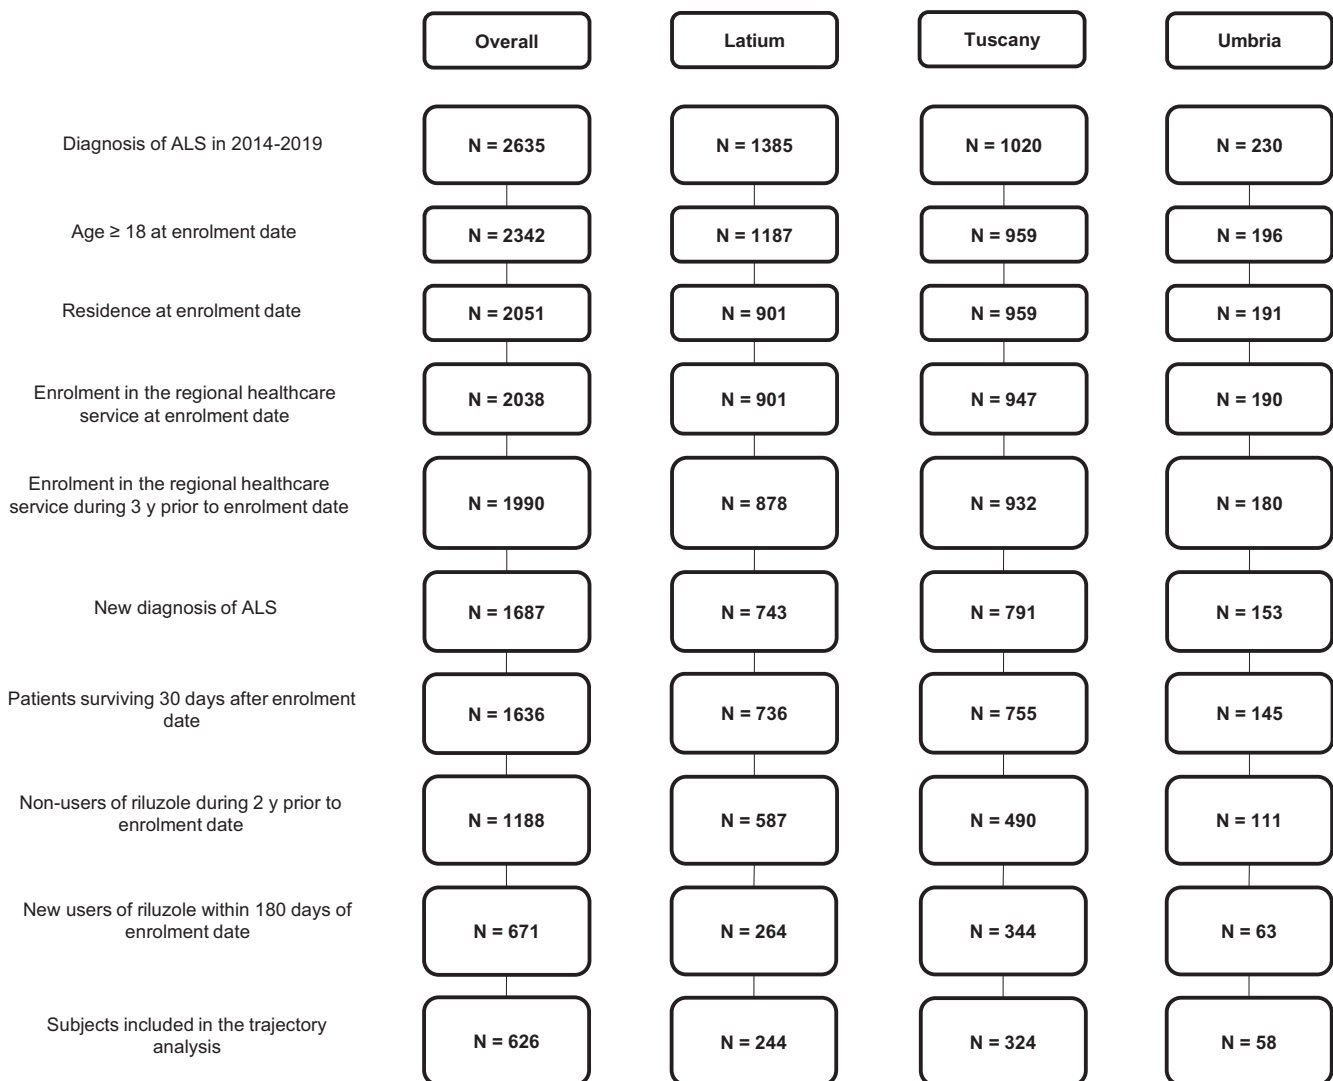 Overall Latium Tuscany Umbria
Diagnosis of ALS in 2014-2019 N = 2635 N = 1385 N = 1020 N = 230
Age ≥ 18 at enrolment date N = 2342 N = 1187 N = 959 N = 196
Residence at enrolment date N = 2051 N = 901 N = 959 N = 191
Enrolment in the regional healthcare
service at enrolment date N = 2038 N = 901 N = 947 N = 190
Enrolment in the regional healthcare
service during 3 y prior to enrolment date N = 1990 N = 878 N = 932 N = 180
New diagnosis of ALS N = 1687 N = 743 N = 791 N = 153
Patients surviving 30 days after enrolment
date N = 1636 N = 736 N = 755 N = 145
Non-users of riluzole during 2 y prior to
enrolment date N = 1188 N = 587 N = 490 N = 111
New users of riluzole within 180 days of
enrolment date N = 671 N = 264 N = 344 N = 63
Subjects included in the trajectory
analysis N = 626 N = 244 N = 324 N = 58